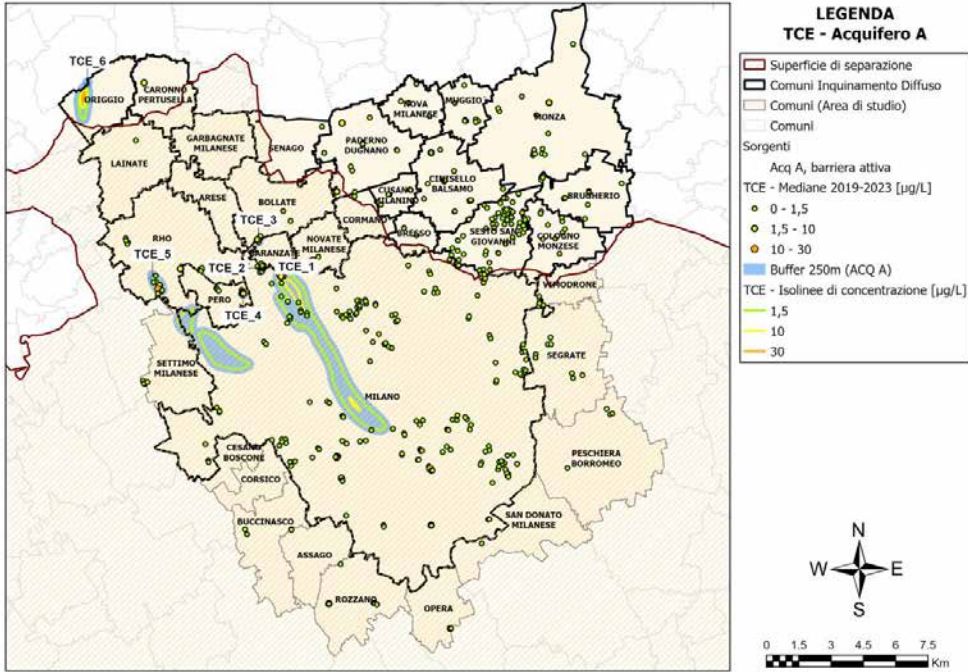 LEGENDA
TCE - Acquifero A
Superficie di separazione
Comuni Inquinamento Diffuso
Comuni (Area di studio)
Comuni
Sorgenti
Acq A, barriera attiva
TCE - Mediane 2019-2023 [µg/L]
0 - 1,5
1,5 - 10
10 - 30
Buffer 250m (ACQ A)
TCE - Isolinee di concentrazione [µg/L]
1,5
10
30
TCE_6
ORIGGIO
CARONNO
PERTUSELLA
NOVA
MILANESE
MUGGIO'
MONZA
GARBAGNATE
MILANESE
SENAGO
PADERNO
DUGNANO
LAINATE
CINISELLO
BALSAMO
CUSANO
MILANINO
BRUGHERIO
ARESE
BOLLATE
TCE_3
CORMANO
BRESSO
SESTO SAN
GIOVANNI
COLOGNO
MONZESE
RHO
BARANZATE
NOVATE
MILANESE
TCE_5
TCE_2
TCE_1
PERO
TCE_4
VIMODRONE
SEGRATE
SETTIMO
MILANESE
MILANO
CESANO
BOSCONE
CORSICO
PESCHIERA
BORROMEO
BUCCINASCO
SAN DONATO
MILANESE
ASSAGO
ROZZANO
OPERA
N
W
E
S
0 1.5 3 4.5 6 7.5
Km